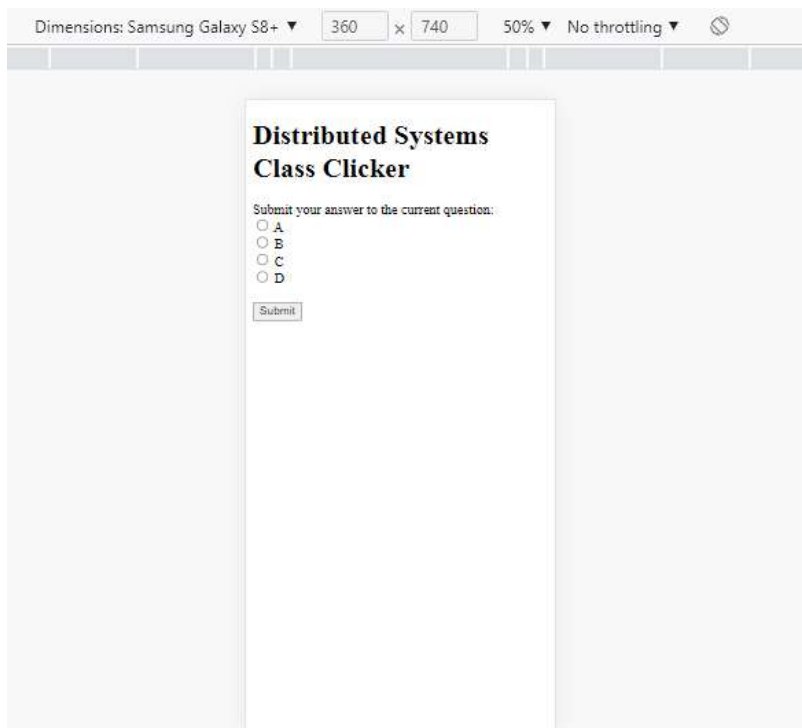 Dimensions: Samsung Galaxy S8+ ▼ 360 × 740 50% ▼ No throttling ▼
Distributed Systems
Class Clicker
Submit your answer to the current question:
A
B
C
D
Submit